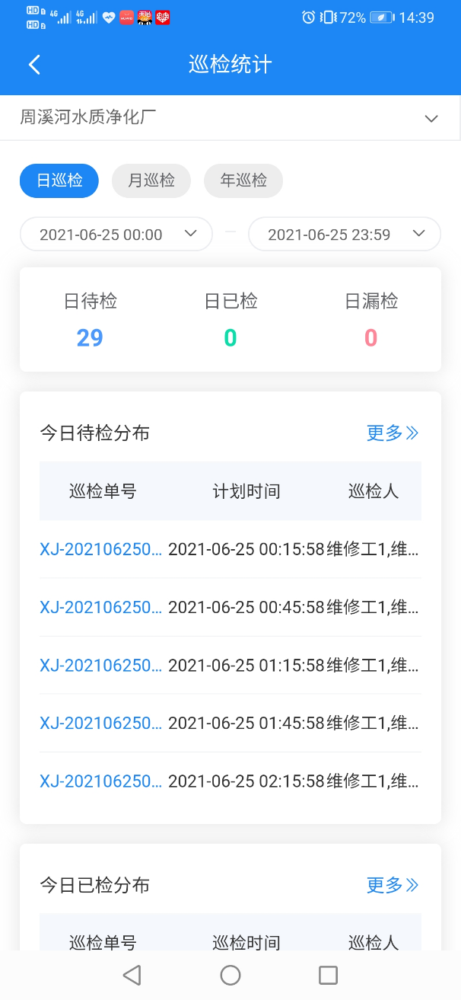 HD 1 4G 4G 72% 14:39
HD 2
巡检统计
周溪河水质净化厂
日巡检 月巡检 年巡检
2021-06-25 00:00 — 2021-06-25 23:59
日待检 日已检 日漏检
29 0 0
今日待检分布 更多
巡检单号 计划时间 巡检人
XJ-202106250... 2021-06-25 00:15:58 维修工1,维...
XJ-202106250... 2021-06-25 00:45:58 维修工1,维...
XJ-202106250... 2021-06-25 01:15:58 维修工1,维...
XJ-202106250... 2021-06-25 01:45:58 维修工1,维...
XJ-202106250... 2021-06-25 02:15:58 维修工1,维...
今日已检分布 更多
巡检单号 巡检时间 巡检人